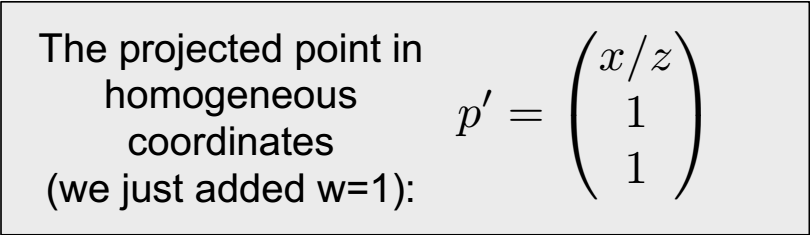 The projected point in
homogeneous
coordinates
(we just added w=1):
p′ = (x/z
1
1)